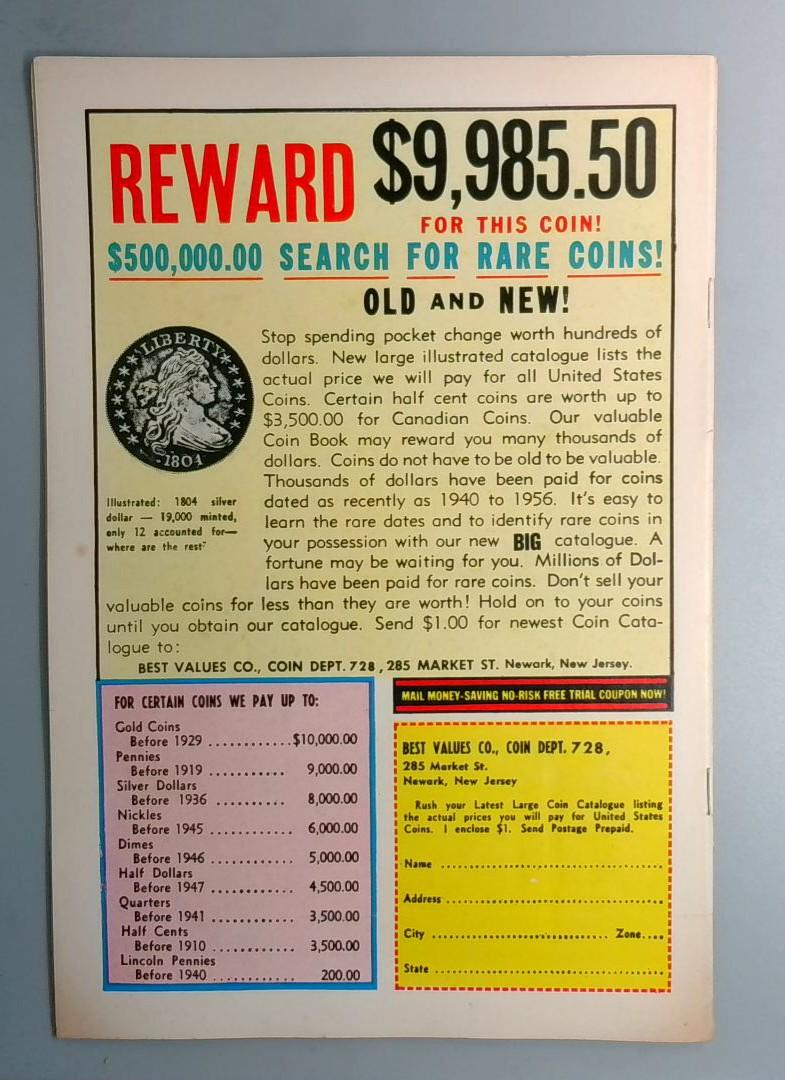 REWARD $9,985.50
FOR THIS COIN!
$500,000.00 SEARCH FOR RARE COINS!
OLD AND NEW!
LIBERTY
1804
Illustrated: 1804 silver
dollar — 19,000 minted,
only 12 accounted for—
where are the rest?
Stop spending pocket change worth hundreds of
dollars. New large illustrated catalogue lists the
actual price we will pay for all United States
Coins. Certain half cent coins are worth up to
$3,500.00 for Canadian Coins. Our valuable
Coin Book may reward you many thousands of
dollars. Coins do not have to be old to be valuable.
Thousands of dollars have been paid for coins
dated as recently as 1940 to 1956. It's easy to
learn the rare dates and to identify rare coins in
your possession with our new BIG catalogue. A
fortune may be waiting for you. Millions of Dol-
lars have been paid for rare coins. Don't sell your
valuable coins for less than they are worth! Hold on to your coins
until you obtain our catalogue. Send $1.00 for newest Coin Cata-
logue to:
BEST VALUES CO., COIN DEPT. 728, 285 MARKET ST. Newark, New Jersey.
FOR CERTAIN COINS WE PAY UP TO:
Gold Coins
Before 1929 ............$10,000.00
Pennies
Before 1919 ........... 9,000.00
Silver Dollars
Before 1936 .......... 8,000.00
Nickles
Before 1945 ............ 6,000.00
Dimes
Before 1946 ............ 5,000.00
Half Dollars
Before 1947 ............ 4,500.00
Quarters
Before 1941 ............ 3,500.00
Half Cents
Before 1910 ............ 3,500.00
Lincoln Pennies
Before 1940 ............ 200.00
MAIL MONEY-SAVING NO-RISK FREE TRIAL COUPON NOW!
BEST VALUES CO., COIN DEPT. 728,
285 Market St.
Newark, New Jersey
Rush your Latest Large Coin Catalogue listing
the actual prices you will pay for United States
Coins. I enclose $1. Send Postage Prepaid.
Name ........................................
Address ........................................
City ................................ Zone....
State ........................................